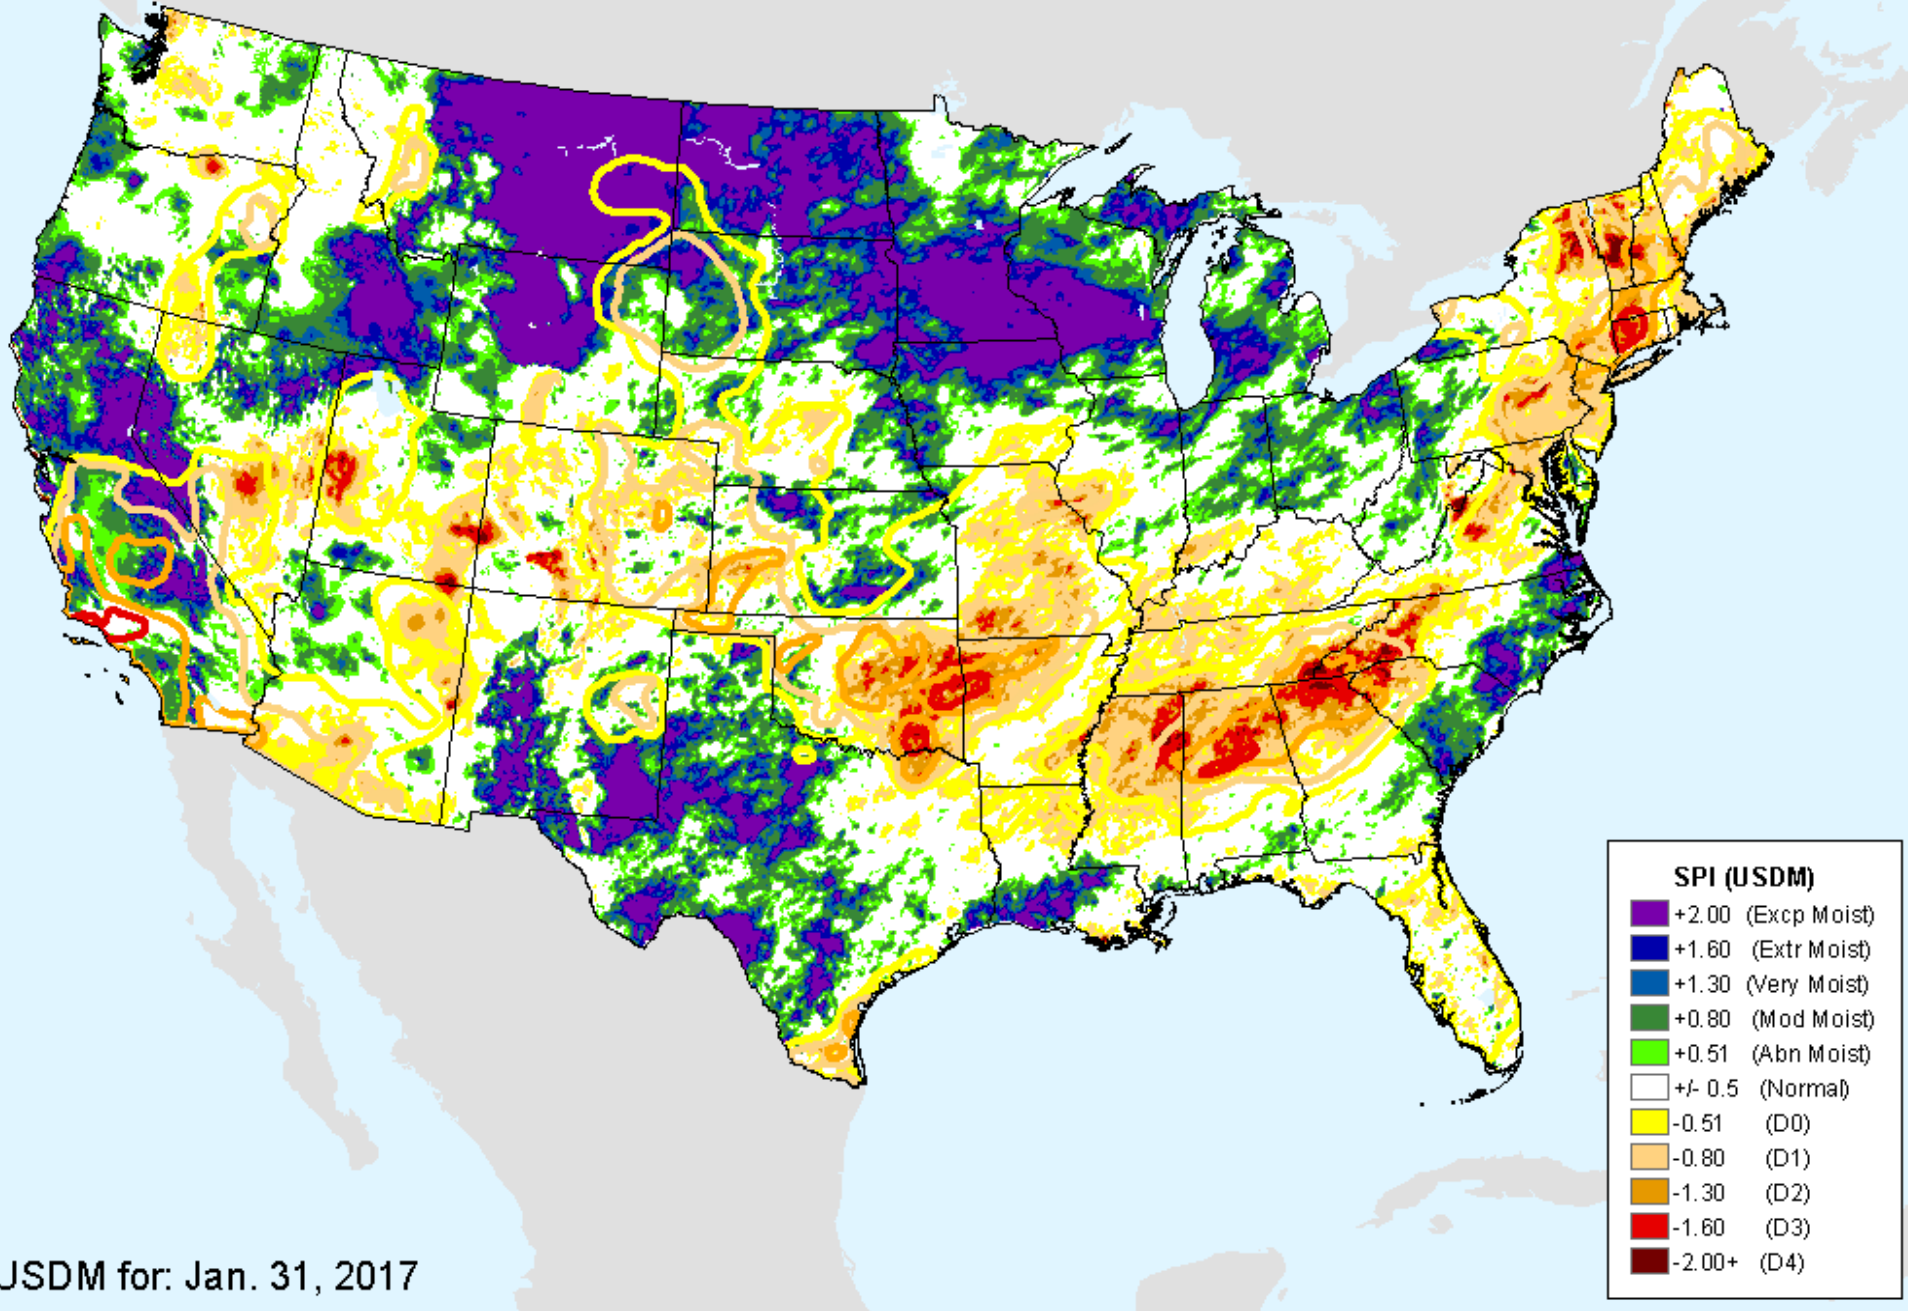 SPI (USDM)
+2.00 (Excp Moist)
+1.60 (Extr Moist)
+1.30 (Very Moist)
+0.80 (Mod Moist)
+0.51 (Abn Moist)
+/- 0.5 (Normal)
-0.51 (D0)
-0.80 (D1)
-1.30 (D2)
-1.60 (D3)
-2.00+ (D4)
USDM for: Jan. 31, 2017